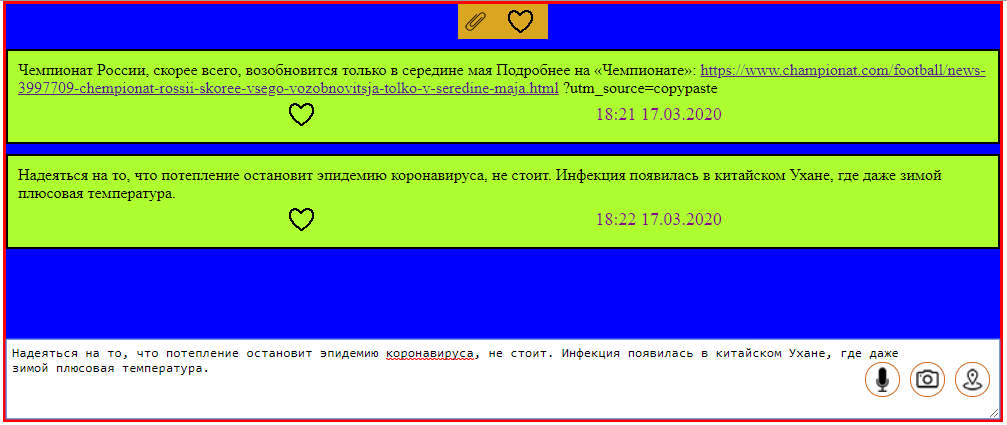 Чемпионат России, скорее всего, возобновится только в середине мая Подробнее на «Чемпионате»: https://www.championat.com/football/news-
3997709-chempionat-rossii-skoree-vsego-vozobnovitsja-tolko-v-seredine-maja.html ?utm_source=copypaste
18:21 17.03.2020
Надеяться на то, что потепление остановит эпидемию коронавируса, не стоит. Инфекция появилась в китайском Ухане, где даже зимой
плюсовая температура.
18:22 17.03.2020
Надеяться на то, что потепление остановит эпидемию коронавируса, не стоит. Инфекция появилась в китайском Ухане, где даже
зимой плюсовая температура.